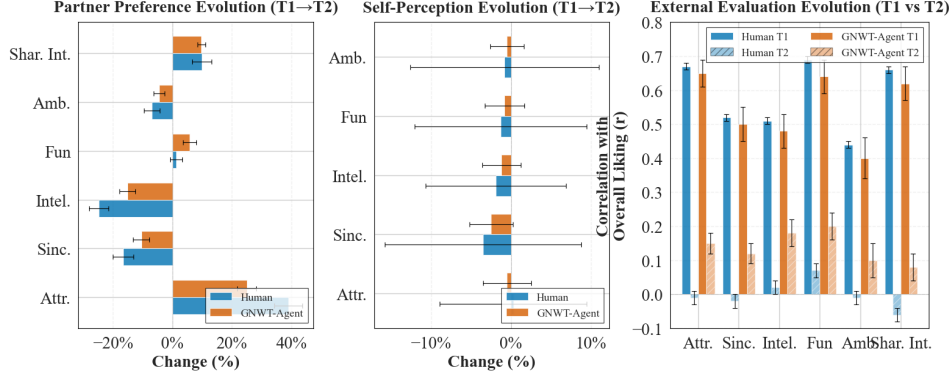 Partner Preference Evolution (T1→T2)
Shar. Int.
Amb.
Fun
Intel.
Sinc.
Attr.
Human
GNWT-Agent
−20%
0%
20%
40%
Change (%)
Self-Perception Evolution (T1→T2)
Amb.
Fun
Intel.
Sinc.
Attr.
Human
GNWT-Agent
−10%
0%
10%
Change (%)
External Evaluation Evolution (T1 vs T2)
Human T1
Human T2
GNWT-Agent T1
GNWT-Agent T2
Correlation with
Overall Liking (r)
0.8
0.7
0.6
0.5
0.4
0.3
0.2
0.1
0.0
−0.1
Attr.
Sinc.
Intel.
Fun
Amb.
Shar. Int.